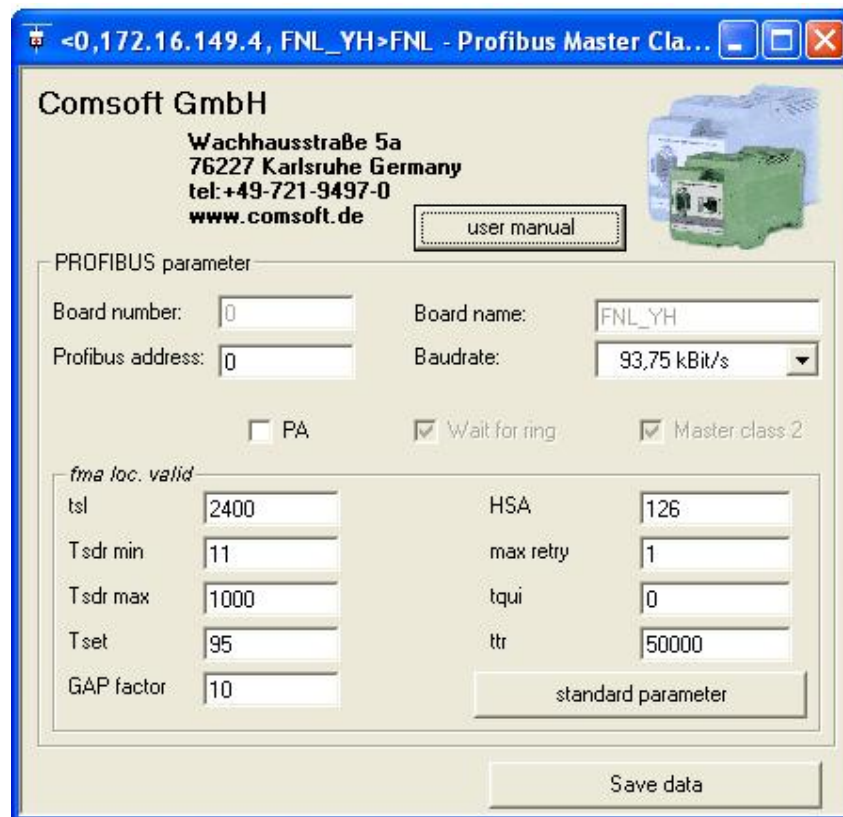 <0,172.16.149.4, FNL_YH>FNL - Profibus Master Cla...
Comsoft GmbH
Wachhausstraße 5a
76227 Karlsruhe Germany
tel:+49-721-9497-0
www.comsoft.de
user manual
PROFIBUS parameter
Board number: 0 Board name: FNL_YH
Profibus address: 0 Baudrate: 93,75 kBit/s
PA Wait for ring Master class 2
fma loc. valid
tsl 2400 HSA 126
Tsdr min 11 max retry 1
Tsdr max 1000 tqui 0
Tset 95 ttr 50000
GAP factor 10 standard parameter
Save data